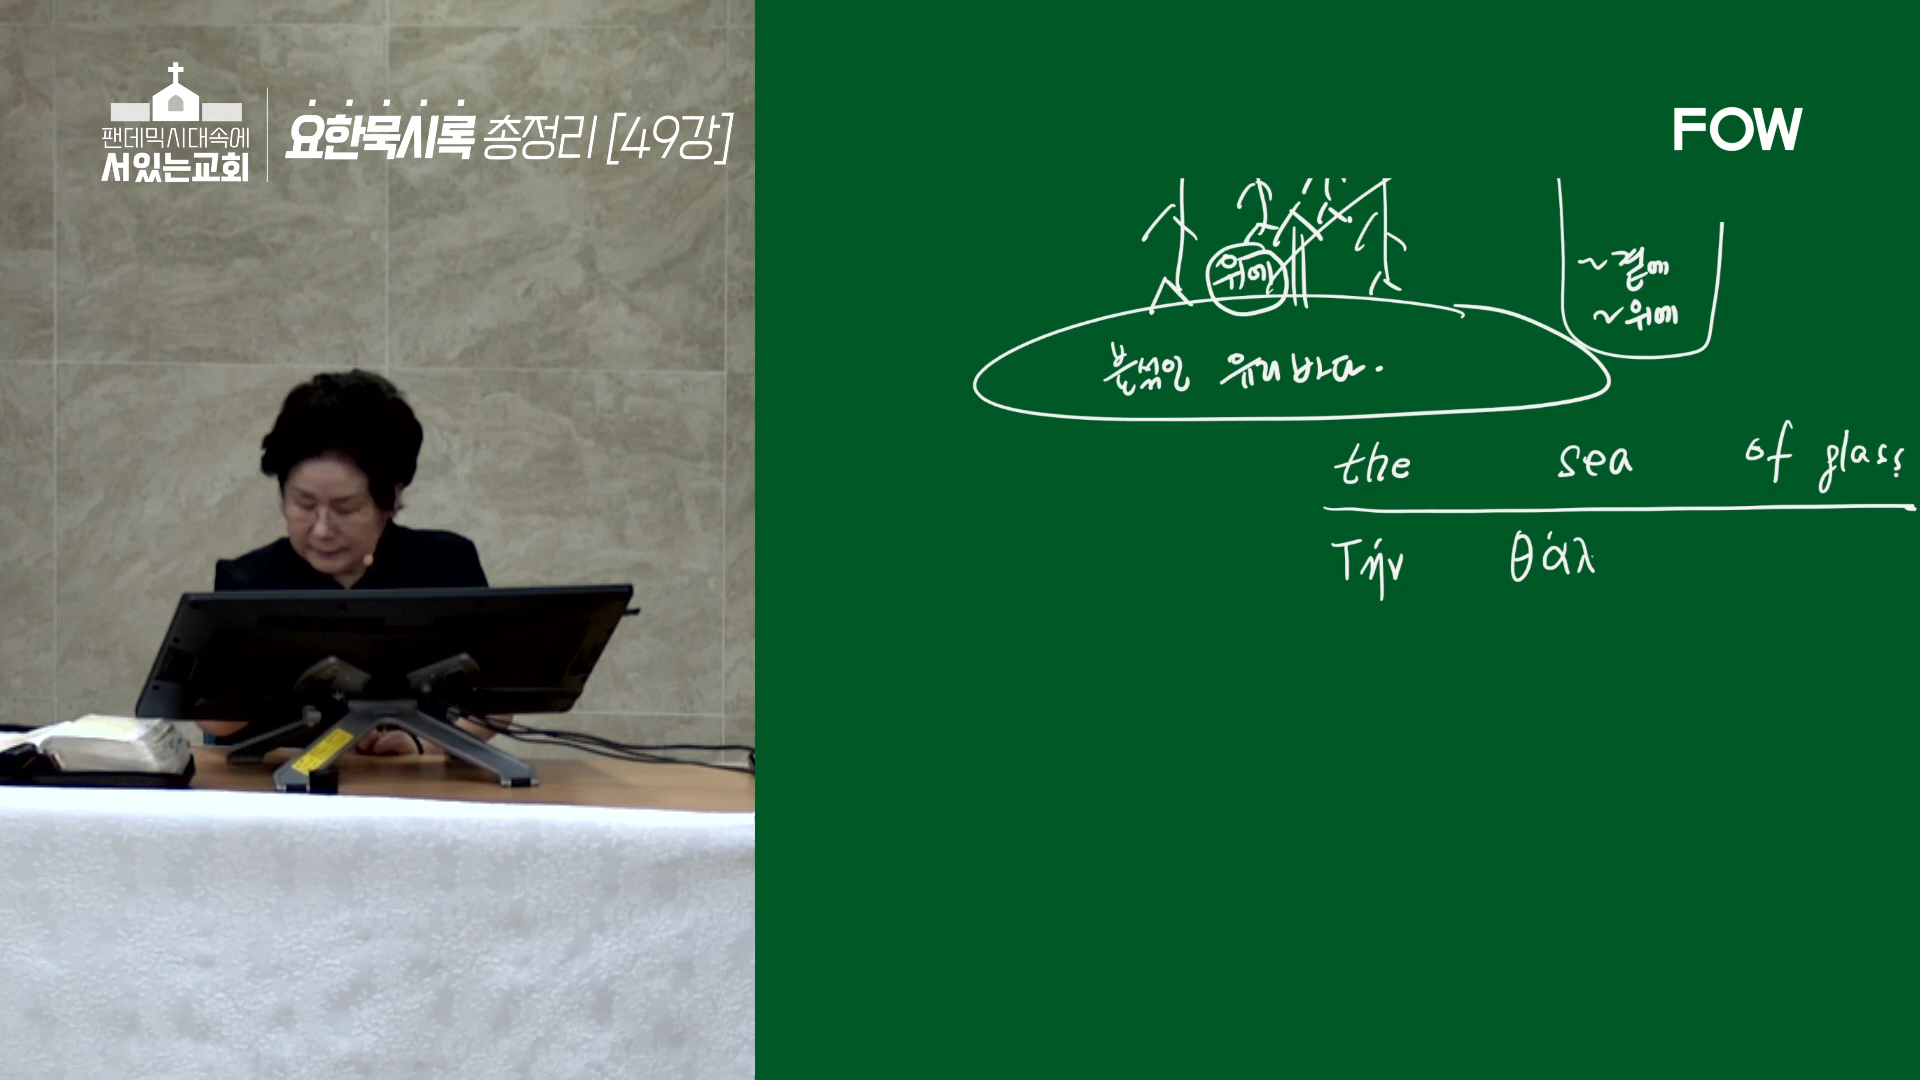 팬데믹시대속에
서있는교회
요한묵시록 총정리 [49강]
FOW
위에
~곁에
~위에
불섞인 유리바다.
the sea of glass
Τήν θάλ